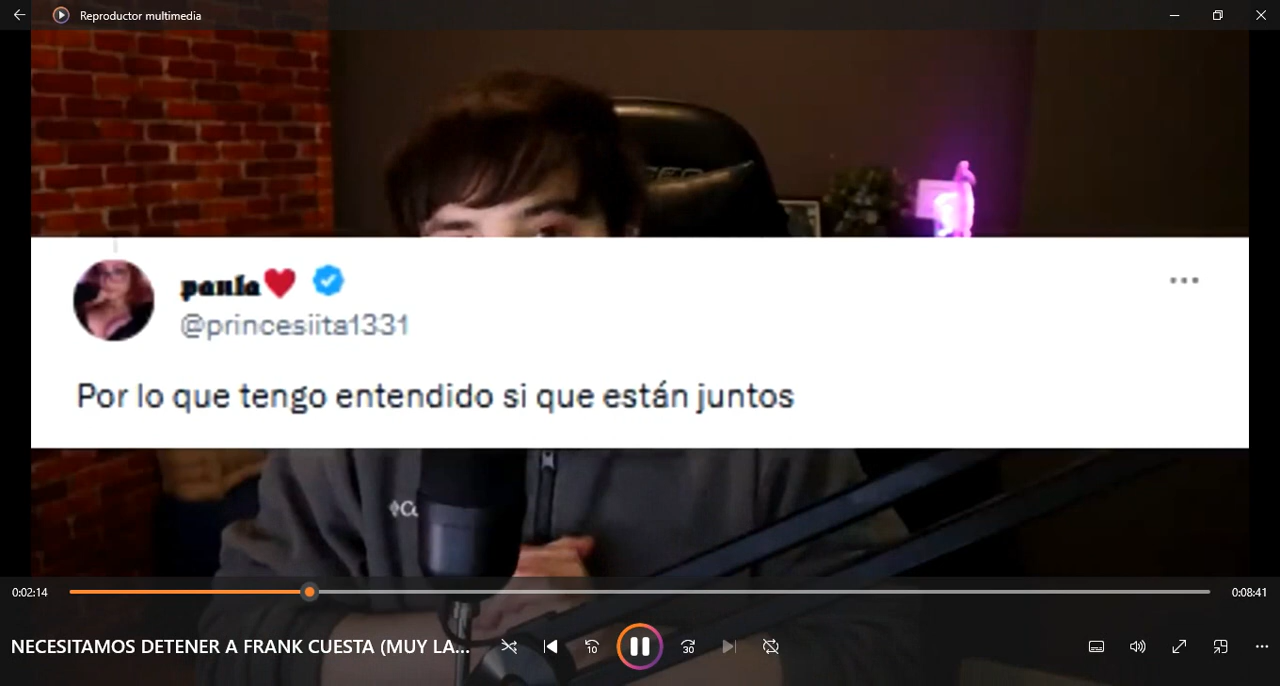 Reproductor multimedia
paula❤️
@princesiita1331
Por lo que tengo entendido si que están juntos
0:02:14
0:08:41
NECESITAMOS DETENER A FRANK CUESTA (MUY LA...
10
30